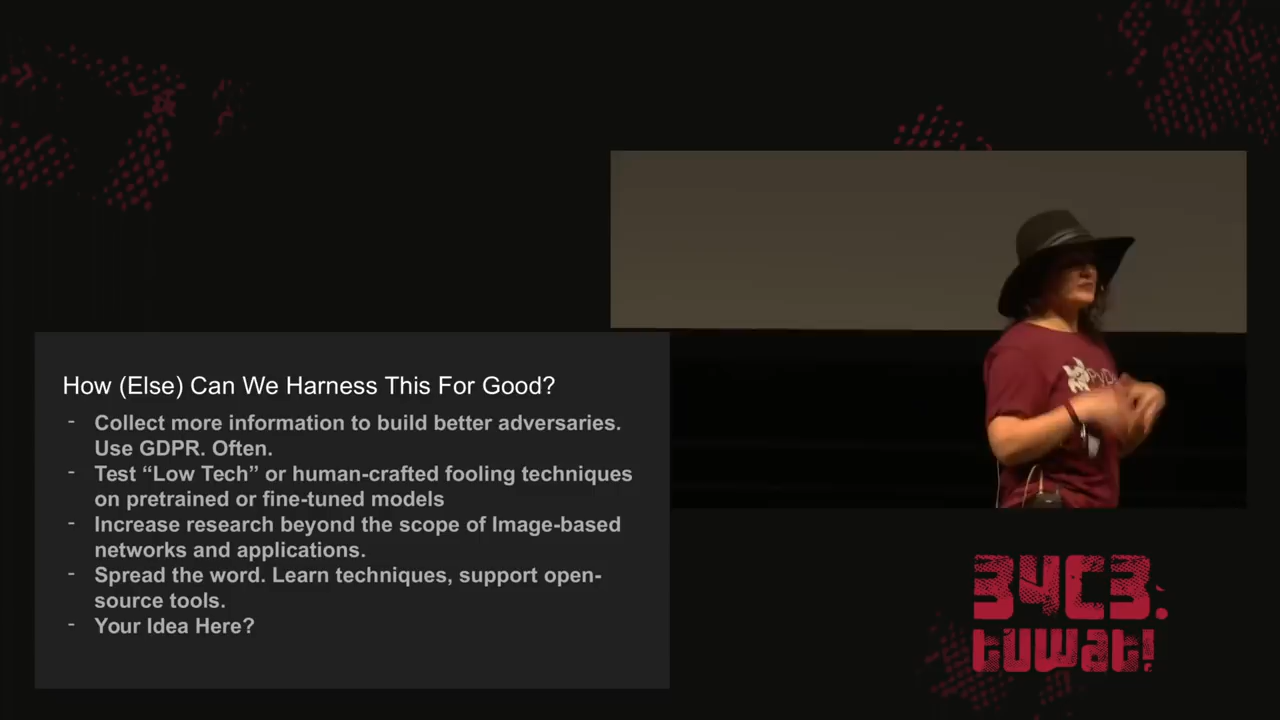 How (Else) Can We Harness This For Good?
- Collect more information to build better adversaries.
Use GDPR. Often.
- Test “Low Tech” or human-crafted fooling techniques
on pretrained or fine-tuned models
- Increase research beyond the scope of Image-based
networks and applications.
- Spread the word. Learn techniques, support open-
source tools.
- Your Idea Here?
34C3.
tuwat!